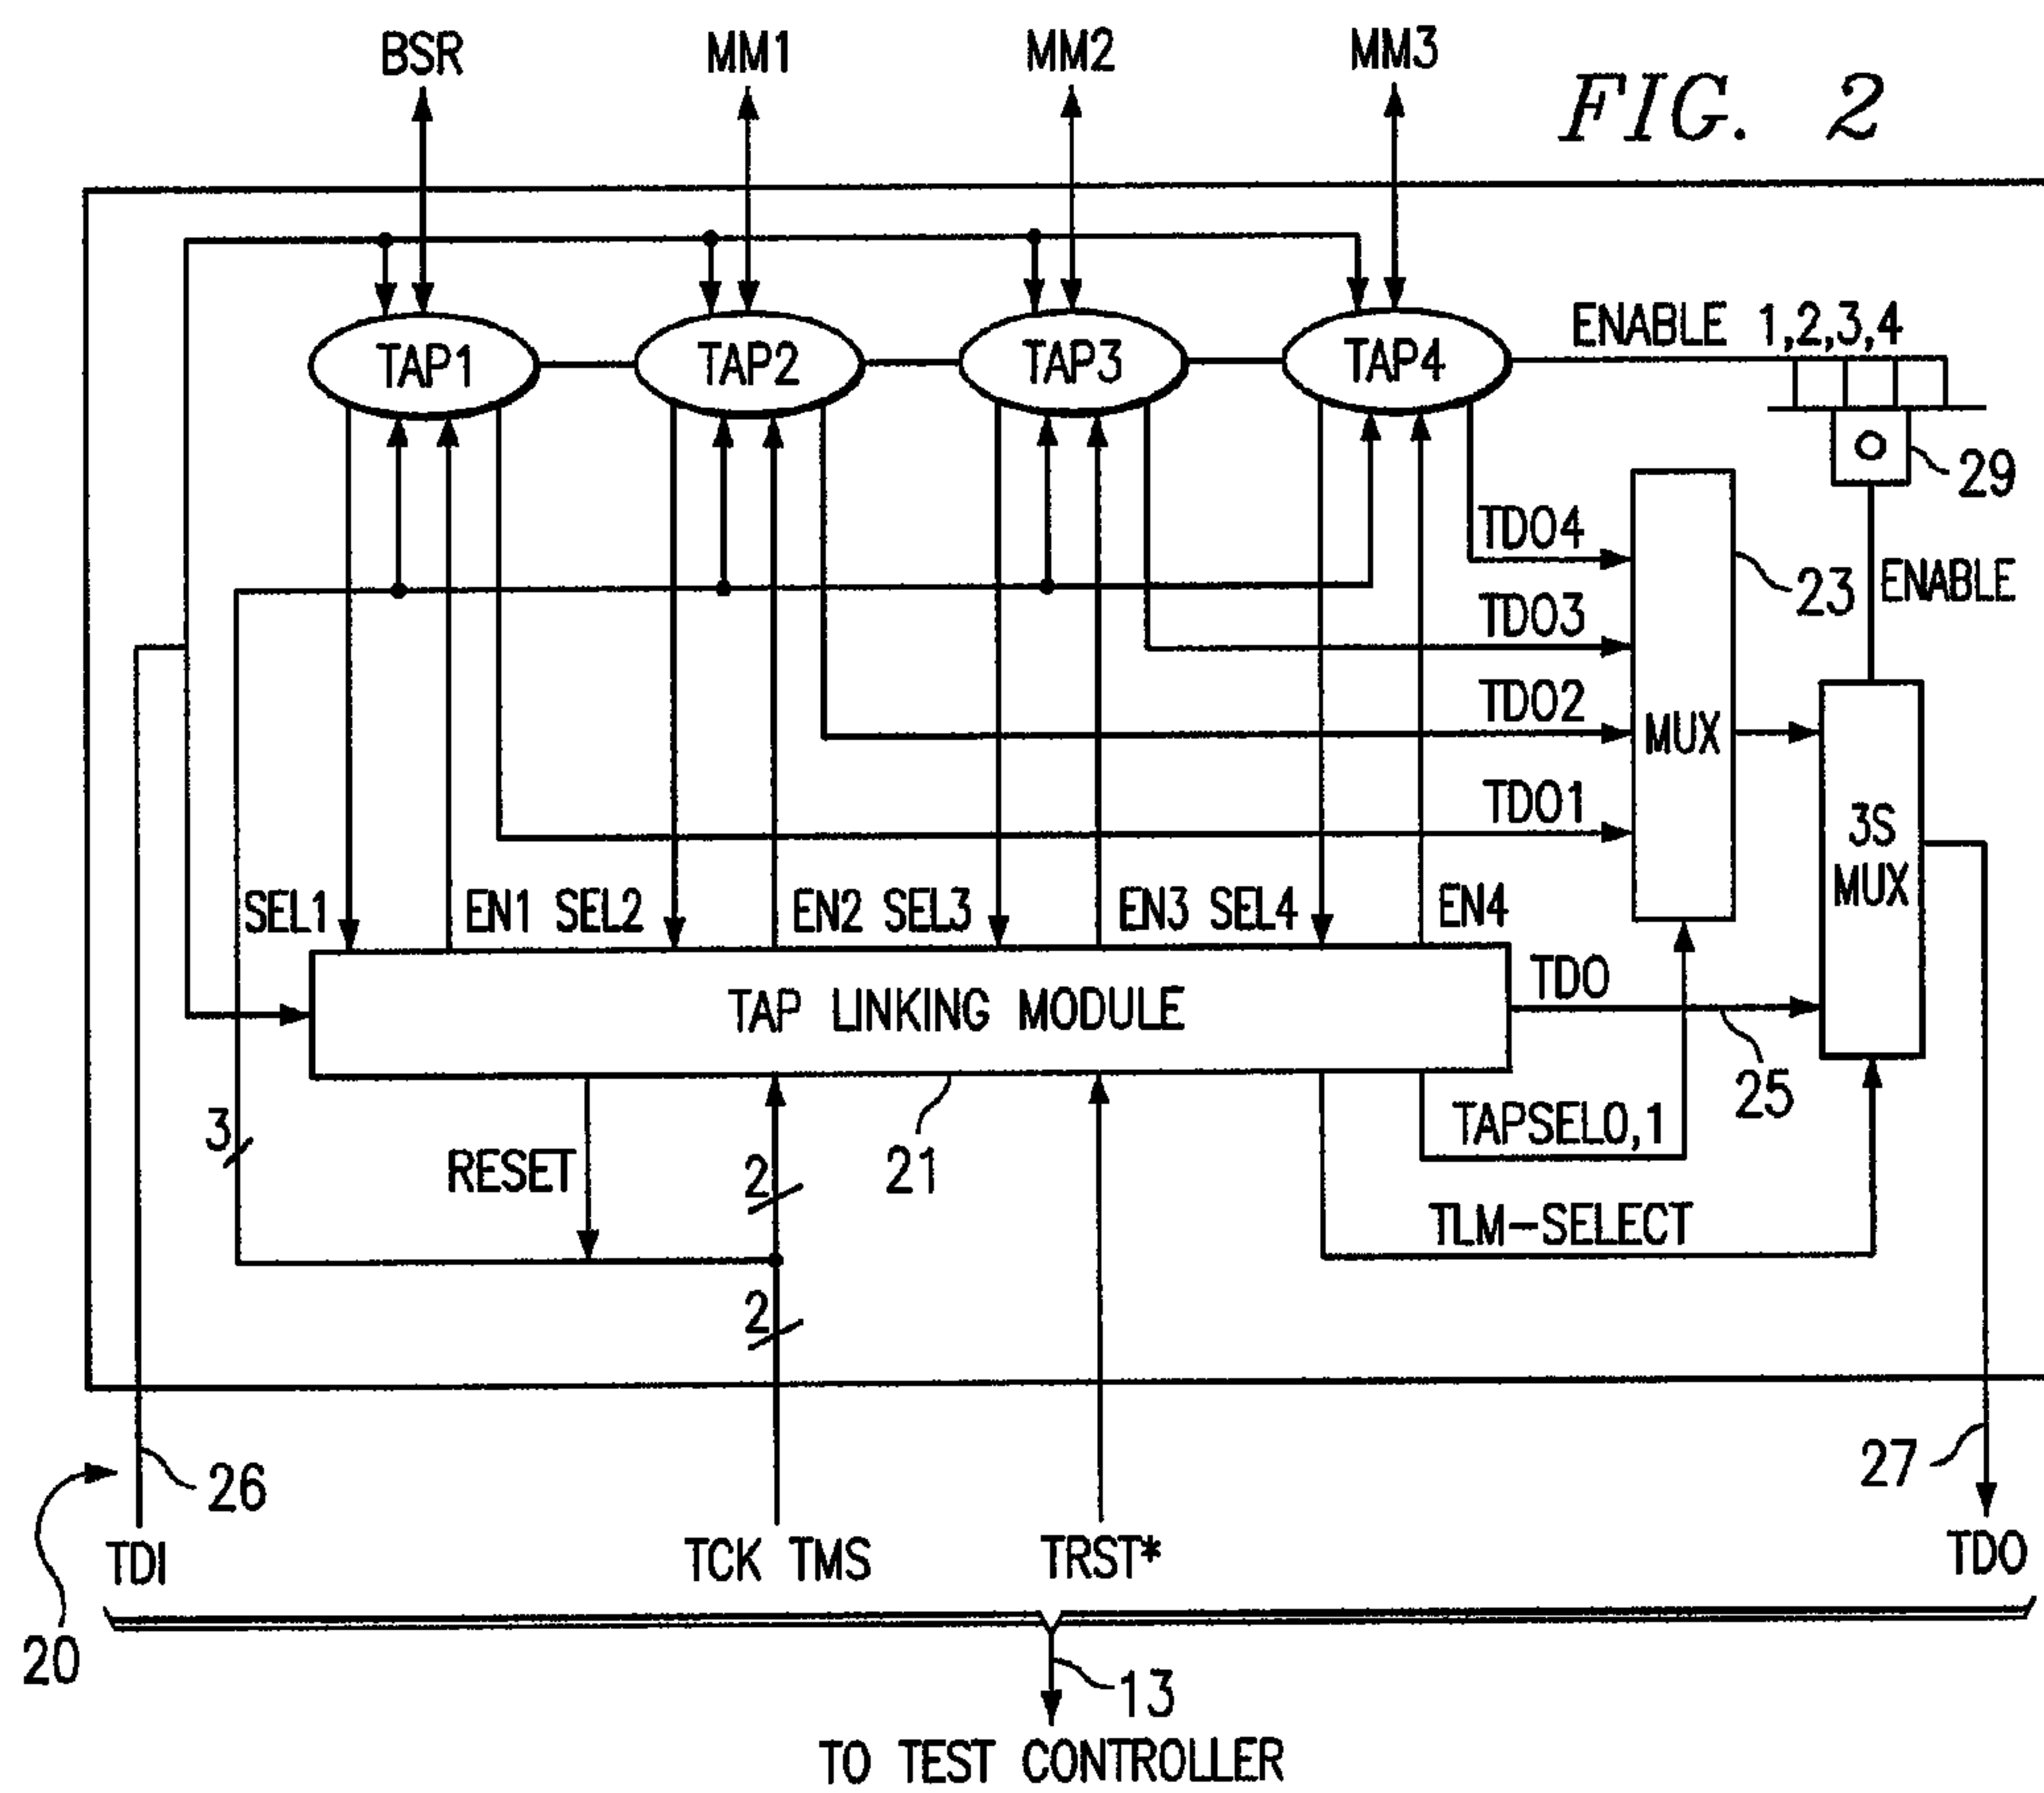 BSR MM1 MM2 MM3
FIG. 2
TAP1 TAP2 TAP3 TAP4
ENABLE 1,2,3,4
29
TDO4
23
ENABLE
TDO3
TDO2
MUX
TDO1
3S
MUX
SEL1 EN1 SEL2 EN2 SEL3 EN3 SEL4 EN4
TDO
TAP LINKING MODULE
25
3
RESET
2
21
TAPSEL0,1
TLM-SELECT
2
26
27
TDI
TCK TMS
TRST*
TDO
20
13
TO TEST CONTROLLER